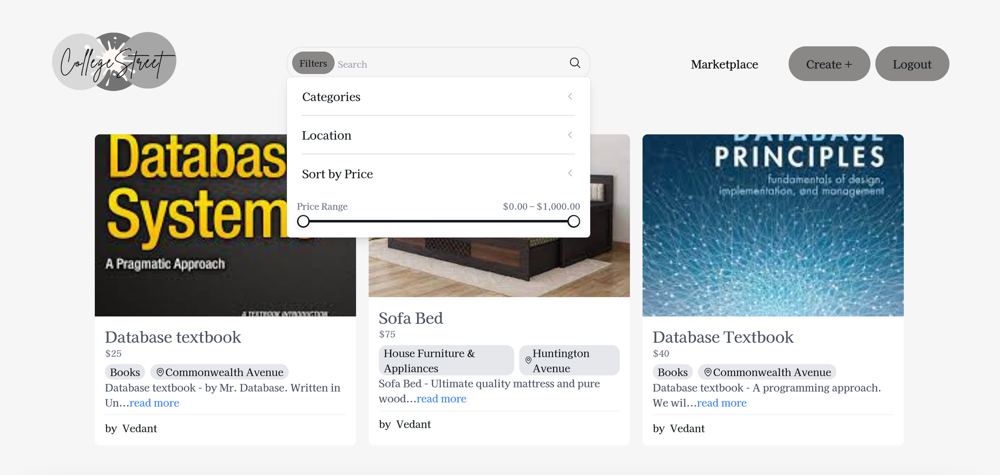 CollegeStreet
Filters
Search
Marketplace
Create +
Logout
Categories
Location
Sort by Price
Price Range
$0.00 – $1,000.00
Databas
System
A Pragmatic Approach
A TEXTBOOK INTRODUCTION
Database textbook
$25
Books
Commonwealth Avenue
Database textbook - by Mr. Database. Written in
Un...read more
by Vedant
Sofa Bed
$75
House Furniture &
Appliances
Huntington
Avenue
Sofa Bed - Ultimate quality mattress and pure
wood...read more
by Vedant
DATABASE
PRINCIPLES
fundamentals of design,
implementation, and management
Database Textbook
$40
Books
Commonwealth Avenue
Database textbook - A programming approach.
We wil...read more
by Vedant